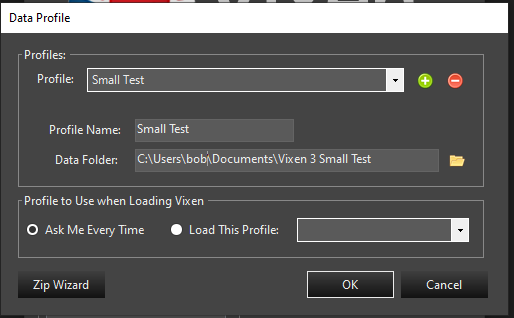 Data Profile
Profiles:
Profile: Small Test
Profile Name: Small Test
Data Folder: C:\Users\bob\Documents\Vixen 3 Small Test
Profile to Use when Loading Vixen
Ask Me Every Time Load This Profile:
Zip Wizard OK Cancel